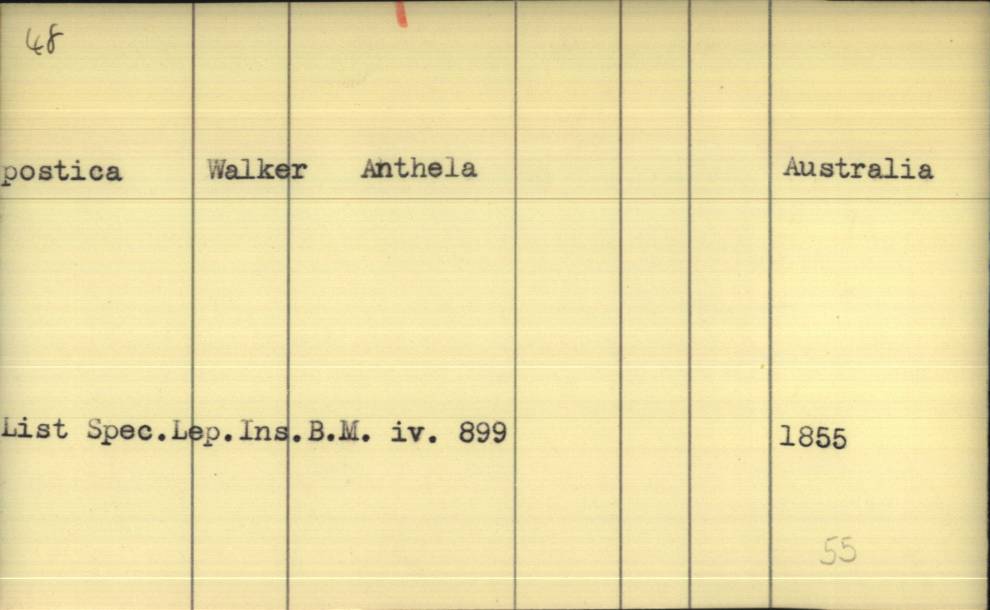 48
postica Walker Anthela Australia
List Spec.Lep.Ins.B.M. iv. 899 1855
55